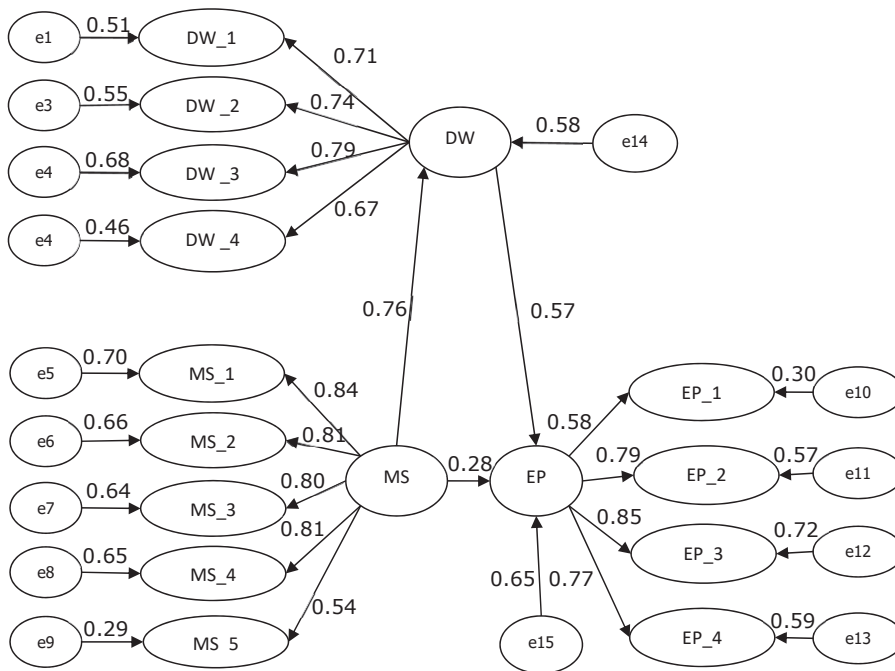 e1 0.51 DW_1
0.71
e3 0.55 DW _2
0.74
e4 0.68 DW _3
0.79
e4 0.46 DW _4
0.67
DW 0.58 e14
0.76
0.57
e5 0.70 MS_1
0.84
e6 0.66 MS_2
0.81
e7 0.64 MS_3
0.80
e8 0.65 MS_4
0.81
e9 0.29 MS_5
0.54
MS 0.28 EP
0.58 EP_1 0.30 e10
0.79 EP_2 0.57 e11
0.85 EP_3 0.72 e12
0.77 EP_4 0.59 e13
0.65
e15